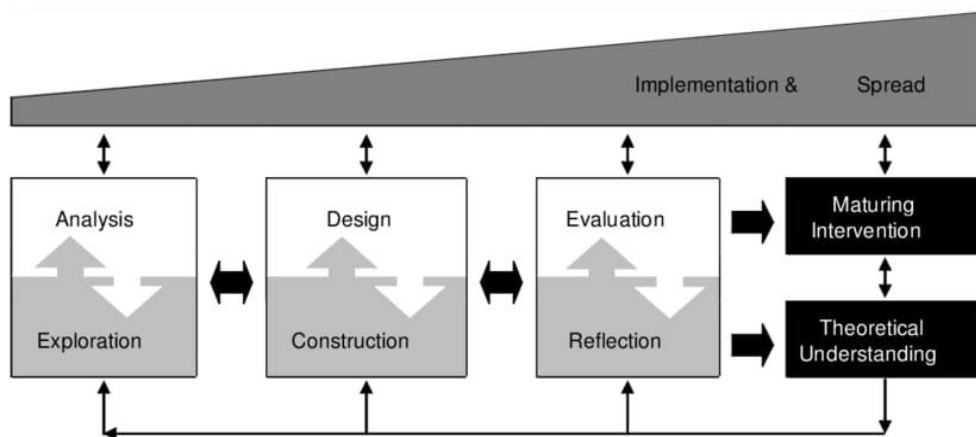 Implementation & Spread
Analysis
Exploration
Design
Construction
Evaluation
Reflection
Maturing
Intervention
Theoretical
Understanding